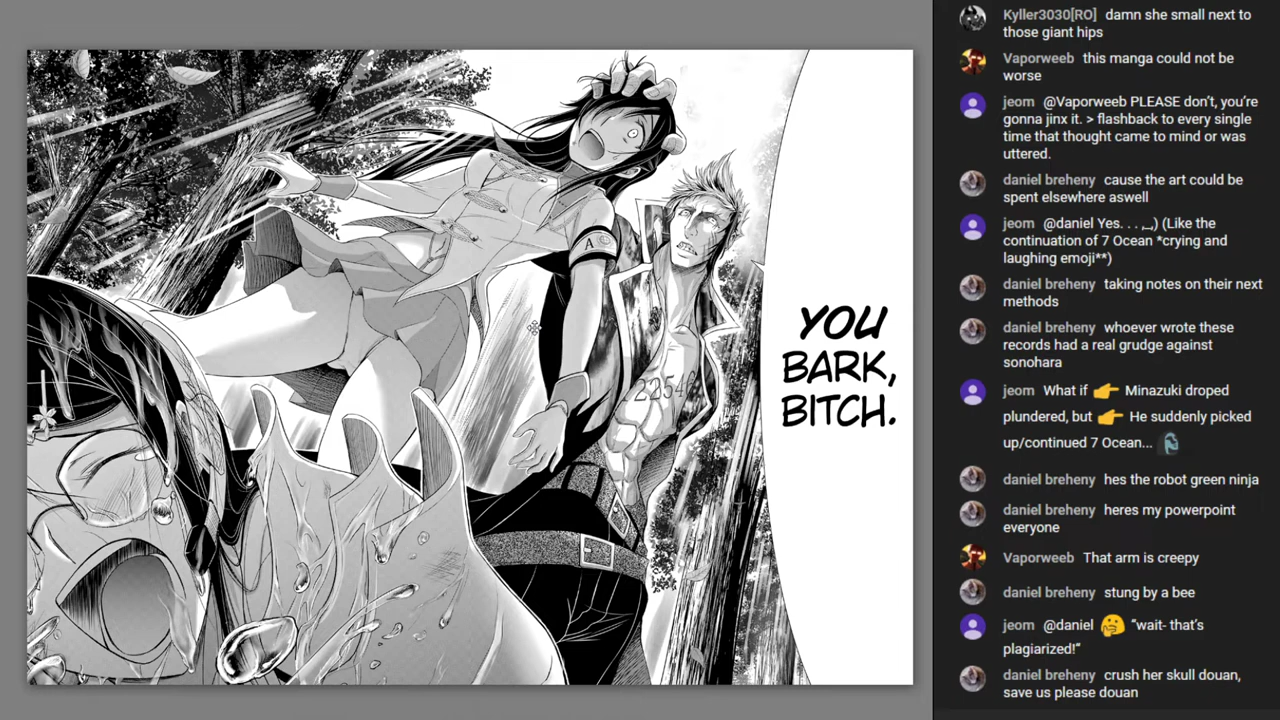 A
2254
YOU
BARK,
BITCH.
Kyller3030[RO] damn she small next to
those giant hips
Vaporweeb this manga could not be
worse
jeom @Vaporweeb PLEASE don't, you're
gonna jinx it. > flashback to every single
time that thought came to mind or was
uttered.
daniel breheny cause the art could be
spent elsewhere aswell
jeom @daniel Yes. . . ,_,) (Like the
continuation of 7 Ocean *crying and
laughing emoji**)
daniel breheny taking notes on their next
methods
daniel breheny whoever wrote these
records had a real grudge against
sonohara
jeom What if 👉 Minazuki droped
plundered, but 👉 He suddenly picked
up/continued 7 Ocean...
daniel breheny hes the robot green ninja
daniel breheny heres my powerpoint
everyone
Vaporweeb That arm is creepy
daniel breheny stung by a bee
jeom @daniel 🤔 “wait- that’s
plagiarized!”
daniel breheny crush her skull douan,
save us please douan